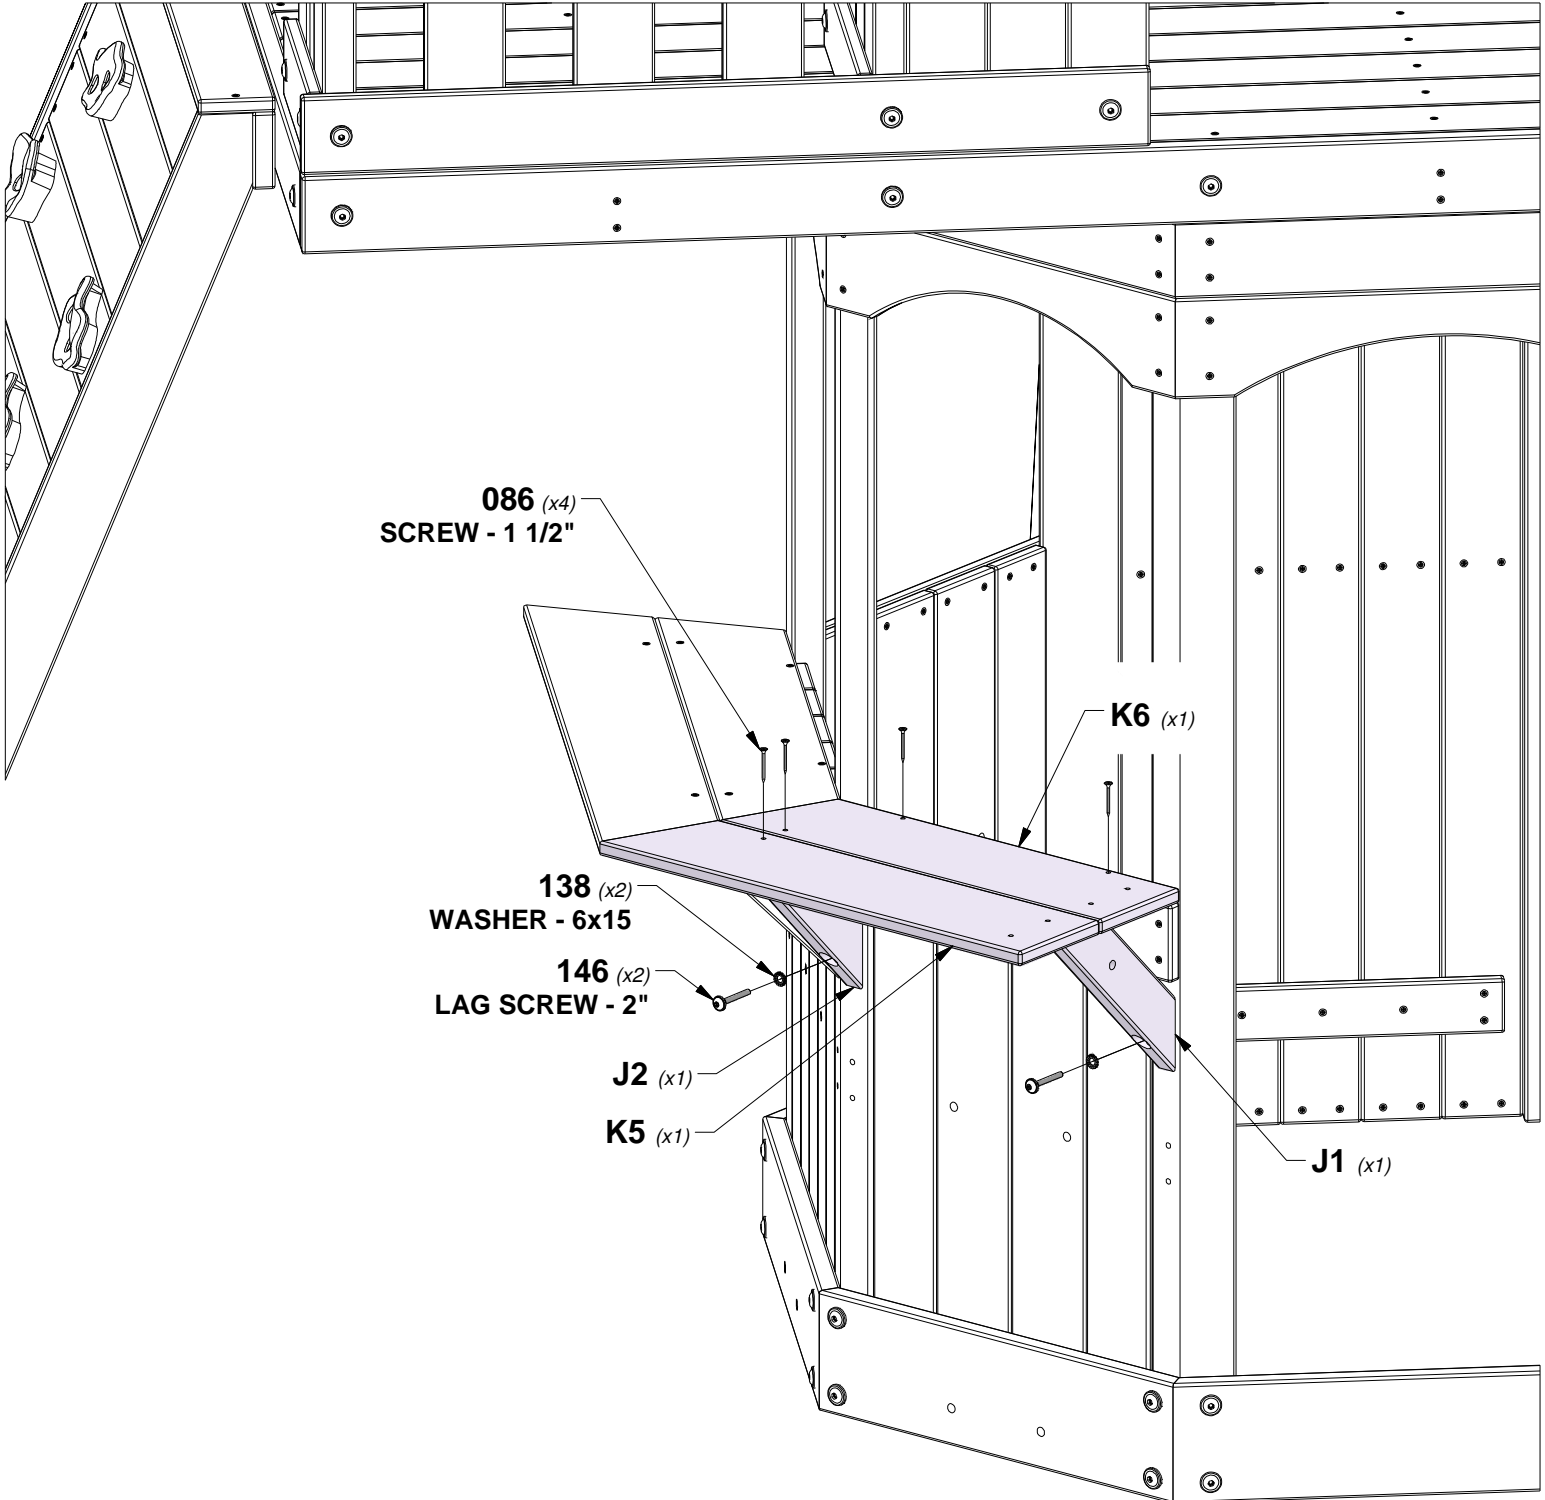 086 (x4)
SCREW - 1 1/2"
K6 (x1)
138 (x2)
WASHER - 6x15
146 (x2)
LAG SCREW - 2"
J2 (x1)
K5 (x1)
J1 (x1)